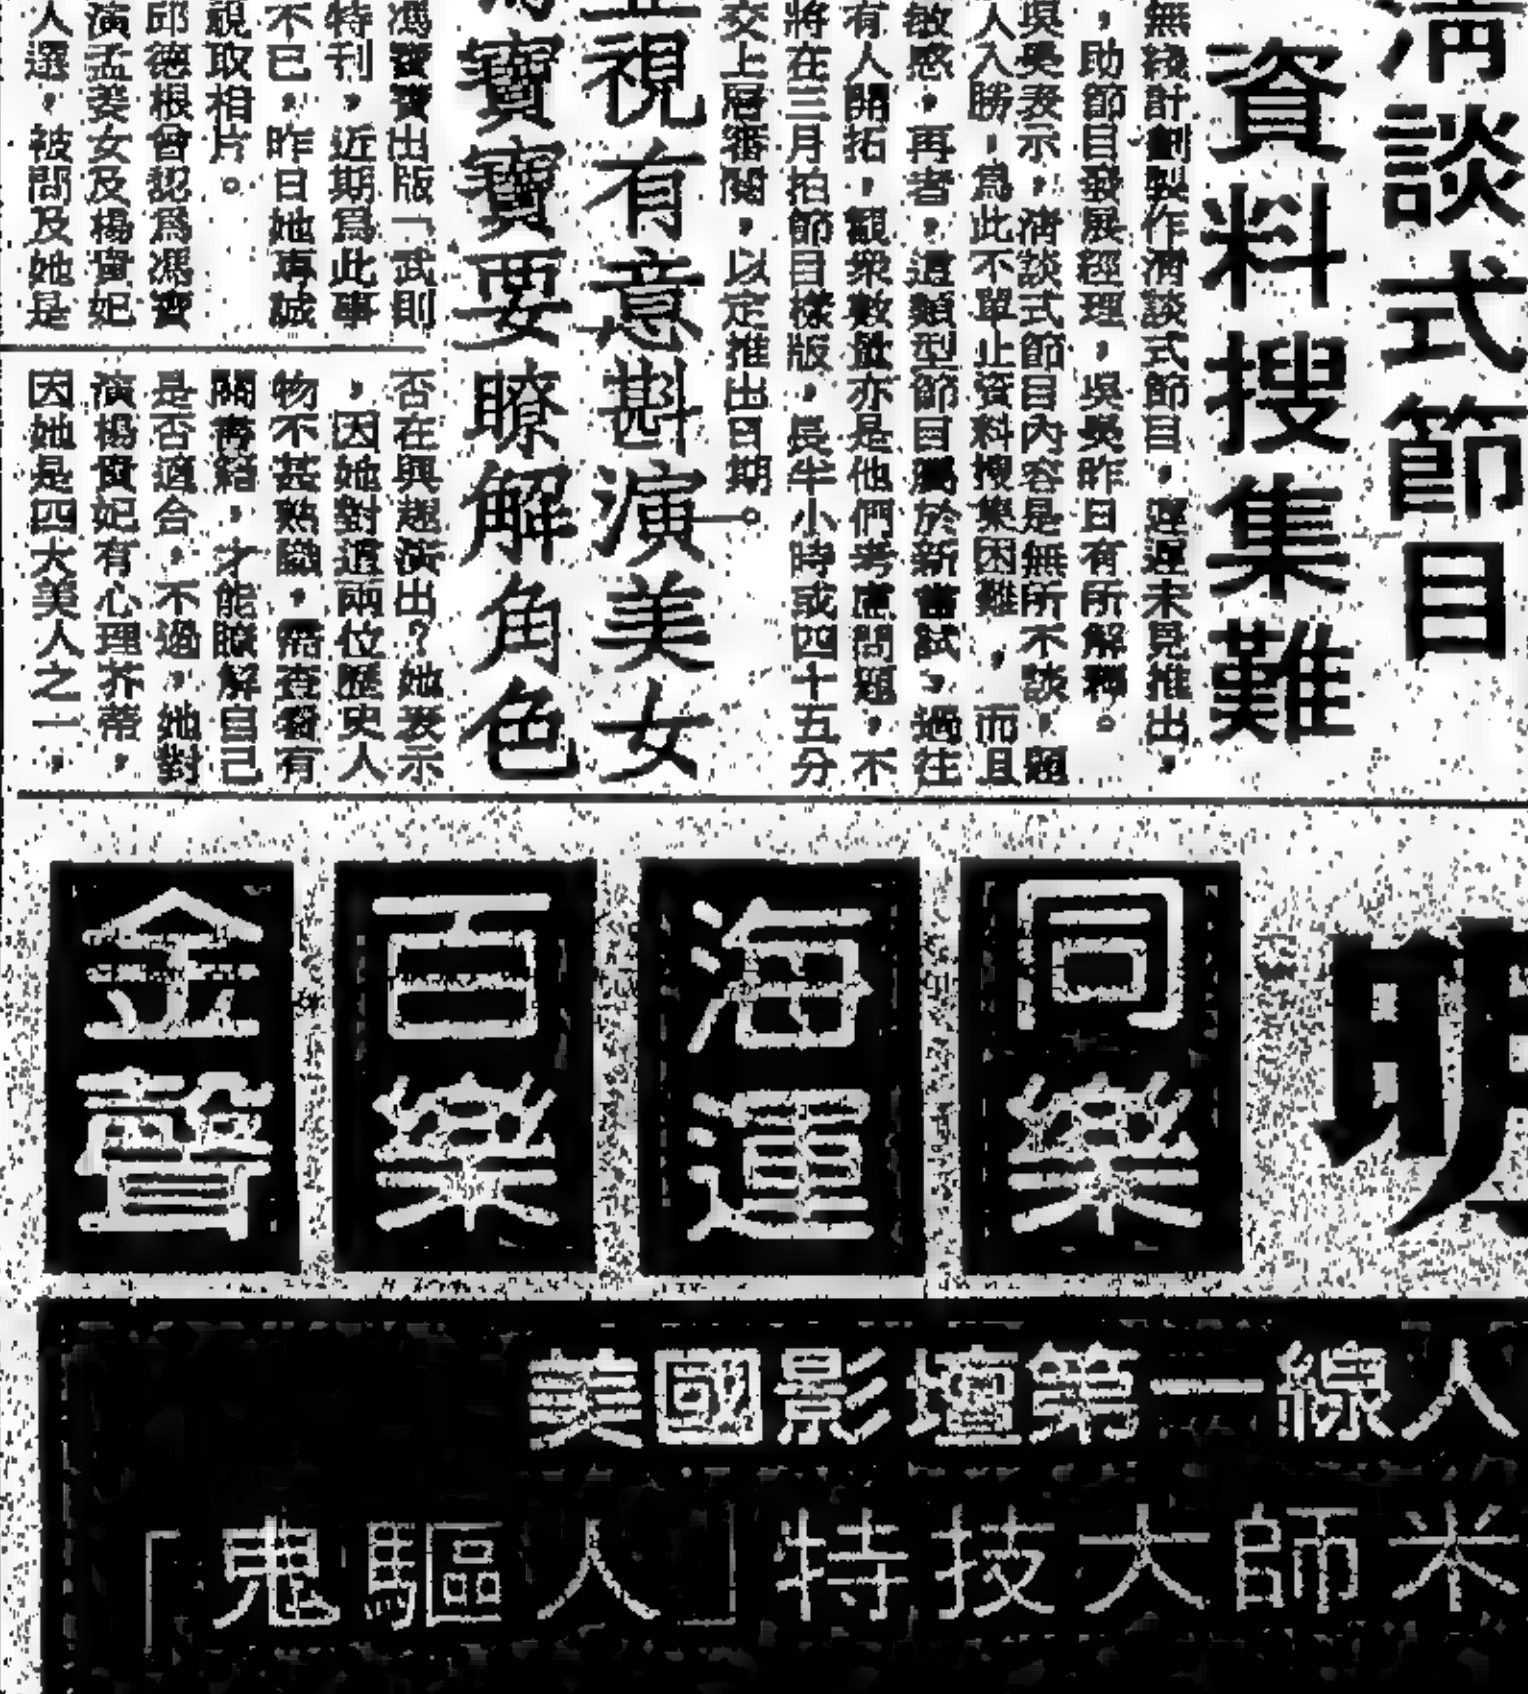 清談式節目
資料搜集難
無綫計劃製作清談式節目,遲遲未見推出,
,助節目發展經理,吳昊昨日有所解釋。
吳昊表示,清談式節目內容是無所不談,題
人入勝,為此不單止資料搜集困難,而且
敏感,再者,這類型節目屬於新嘗試,過往
有人開拓,觀眾數量亦是他們考慮問題,不
將在三月拍節目樣版,長半小時或四十五分
交上層審閱,以定推出日期。
亞視有意斟演美女
馮寶寶要瞭解角色
馮寶寶出版「武則
特刊,近期為此事
不已,昨日她專誠
視取相片。
邱德根曾認為馮寶
演孟姜女及楊貴妃
人選,被問及她是
否在興趣演出?她表示
,因她對這兩位歷史人
物不甚熟識,需查看有
關書籍,才能瞭解自己
是否適合,不過,她對
演楊貴妃有心理芥蒂,
因她是四大美人之一,
金聲
百樂
海運
同樂
明
美國影壇第一線人
「鬼驅人」特技大師米